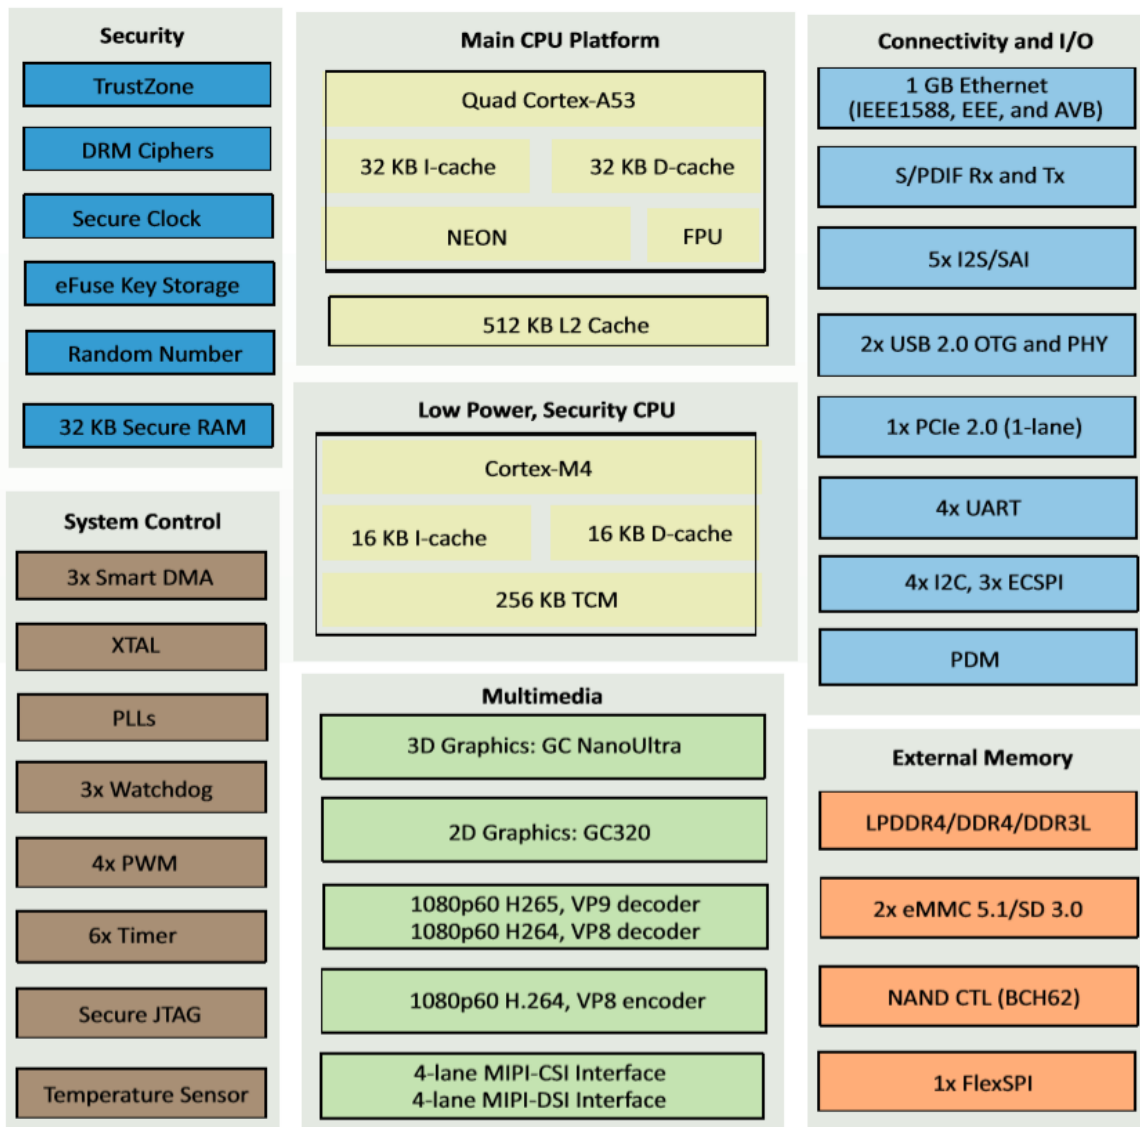 Security
TrustZone
DRM Ciphers
Secure Clock
eFuse Key Storage
Random Number
32 KB Secure RAM
System Control
3x Smart DMA
XTAL
PLLs
3x Watchdog
4x PWM
6x Timer
Secure JTAG
Temperature Sensor
Main CPU Platform
Quad Cortex-A53
32 KB I-cache
32 KB D-cache
NEON
FPU
512 KB L2 Cache
Low Power, Security CPU
Cortex-M4
16 KB I-cache
16 KB D-cache
256 KB TCM
Multimedia
3D Graphics: GC NanoUltra
2D Graphics: GC320
1080p60 H265, VP9 decoder
1080p60 H264, VP8 decoder
1080p60 H.264, VP8 encoder
4-lane MIPI-CSI Interface
4-lane MIPI-DSI Interface
Connectivity and I/O
1 GB Ethernet
(IEEE1588, EEE, and AVB)
S/PDIF Rx and Tx
5x I2S/SAI
2x USB 2.0 OTG and PHY
1x PCIe 2.0 (1-lane)
4x UART
4x I2C, 3x ECSPI
PDM
External Memory
LPDDR4/DDR4/DDR3L
2x eMMC 5.1/SD 3.0
NAND CTL (BCH62)
1x FlexSPI